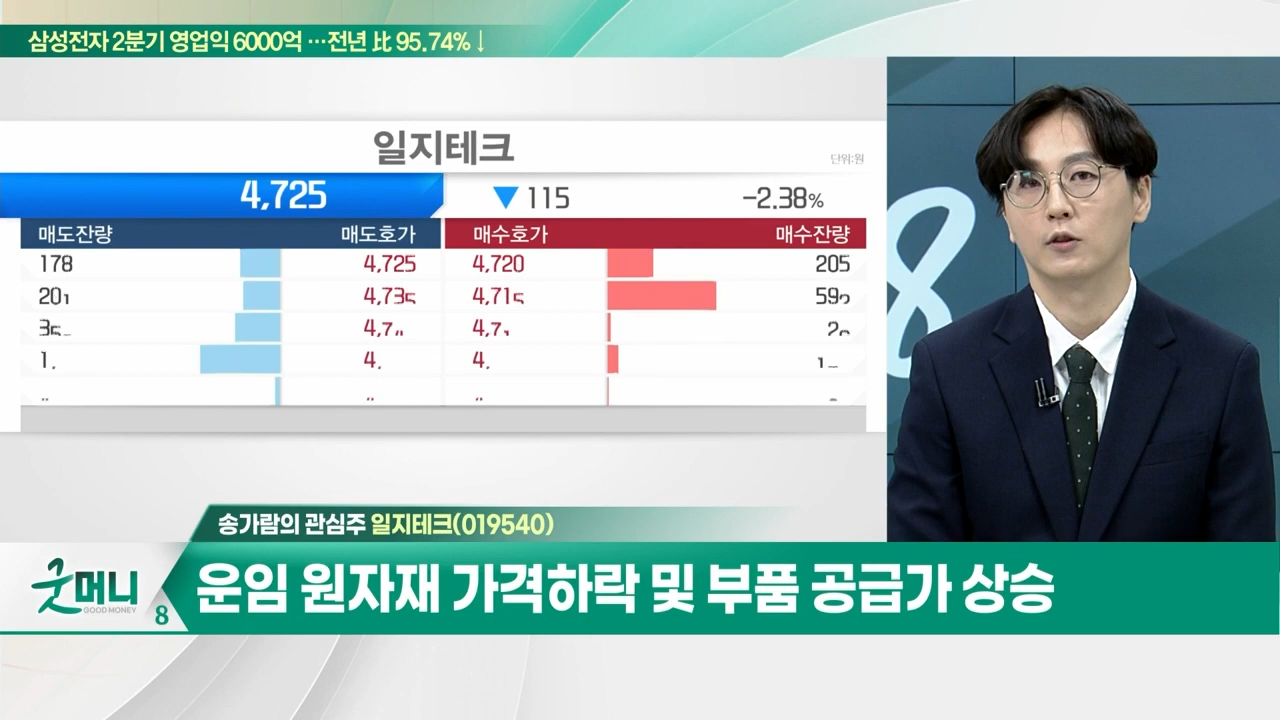 삼성전자 2분기 영업익 6000억 …전년 比 95.74%↓
일지테크
단위:원
4,725 ▼ 115 -2.38%
매도잔량 매도호가 매수호가 매수잔량
178 4,725 4,720 205
201 4,735 4,715 592
송가람의 관심주 일지테크(019540)
굿머니
GOOD MONEY
8
운임 원자재 가격하락 및 부품 공급가 상승